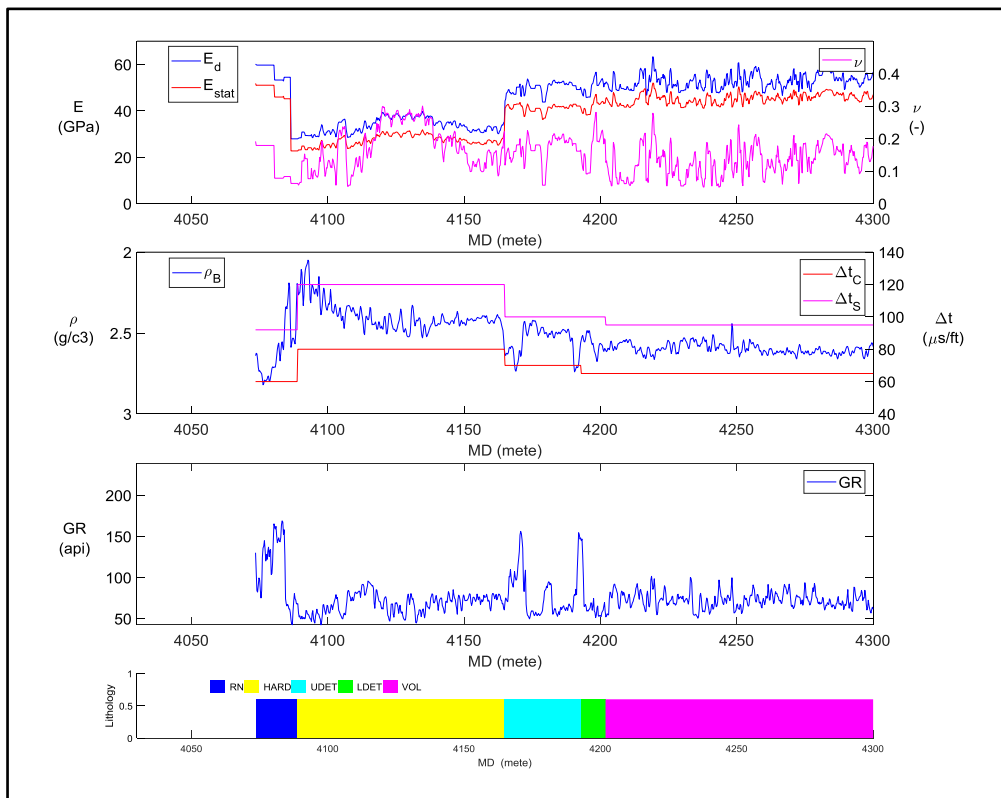 E_d
E_stat
ν
60
40
20
0
E
(GPa)
0.4
0.3
0.2
0.1
0
ν
(-)
4050 4100 4150 4200 4250 4300
MD (mete)
ρ_B
Δt_C
Δt_S
2
2.5
3
ρ
(g/c3)
140
120
100
80
60
40
Δt
(μs/ft)
4050 4100 4150 4200 4250 4300
MD (mete)
GR
200
150
100
50
GR
(api)
4050 4100 4150 4200 4250 4300
MD (mete)
RN HARD UDET LDET VOL
1
0.5
0
Lithology
4050 4100 4150 4200 4250 4300
MD (mete)